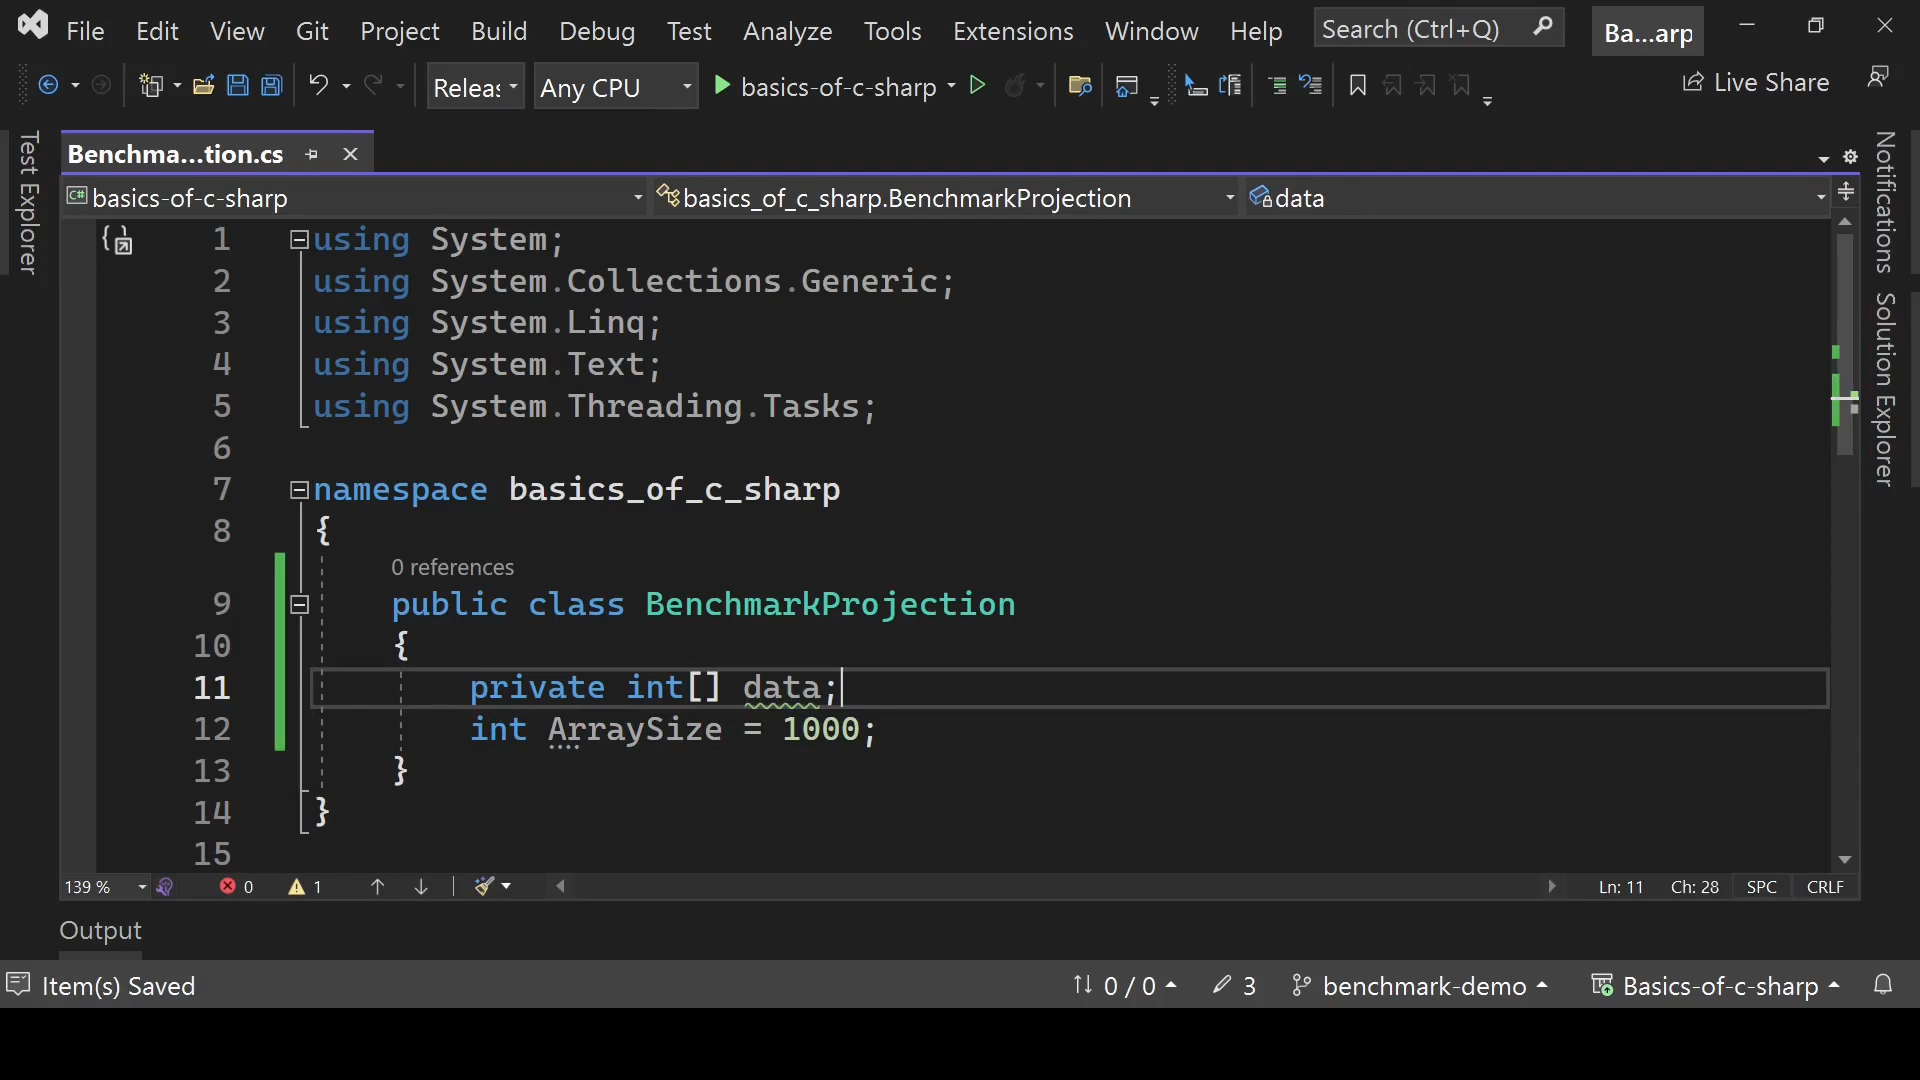 File Edit View Git Project Build Debug Test Analyze Tools Extensions Window Help Search (Ctrl+Q) Ba...arp
Releas Any CPU basics-of-c-sharp Live Share
Test Explorer
Benchma...tion.cs
C# basics-of-c-sharp basics_of_c_sharp.BenchmarkProjection data
1 using System;
2 using System.Collections.Generic;
3 using System.Linq;
4 using System.Text;
5 using System.Threading.Tasks;
6
7 namespace basics_of_c_sharp
8 {
0 references
9 public class BenchmarkProjection
10 {
11 private int[] data;
12 int ArraySize = 1000;
13 }
14 }
15
Notifications
Solution Explorer
139 % 0 1 Ln: 11 Ch: 28 SPC CRLF
Output
Item(s) Saved 0 / 0 3 benchmark-demo Basics-of-c-sharp